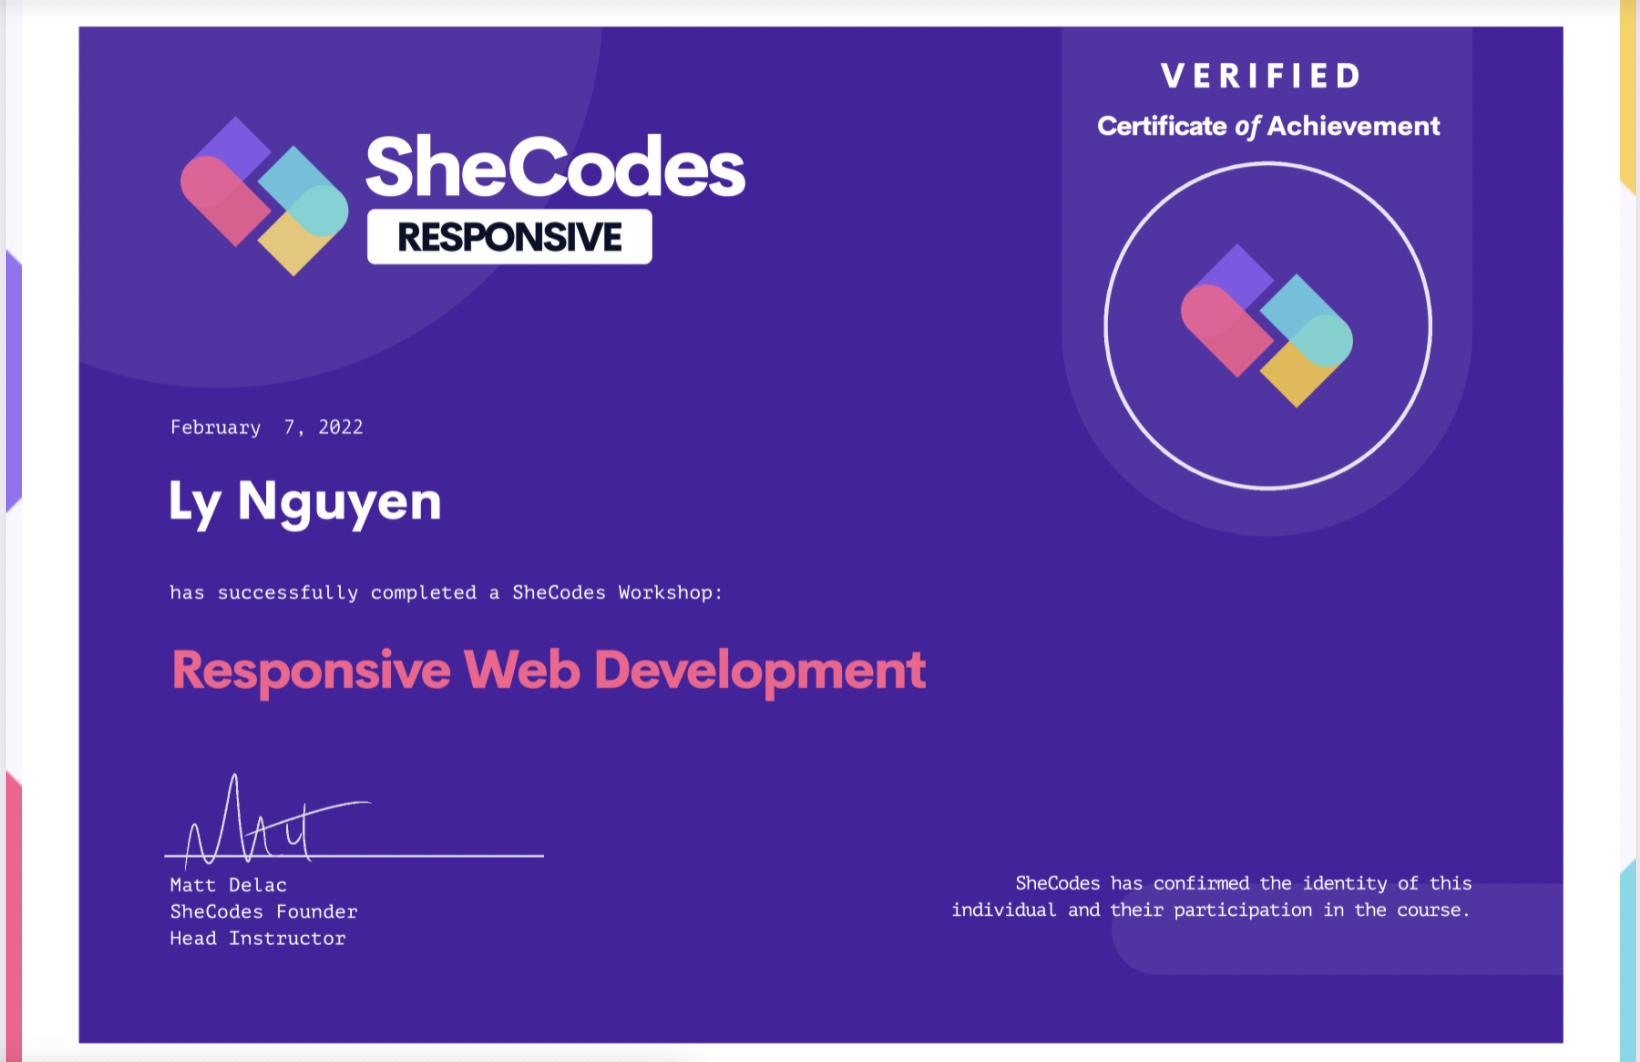 VERIFIED
Certificate of Achievement
SheCodes
RESPONSIVE
February 7, 2022
Ly Nguyen
has successfully completed a SheCodes Workshop:
Responsive Web Development
Matt
Matt Delac
SheCodes Founder
Head Instructor
SheCodes has confirmed the identity of this
individual and their participation in the course.